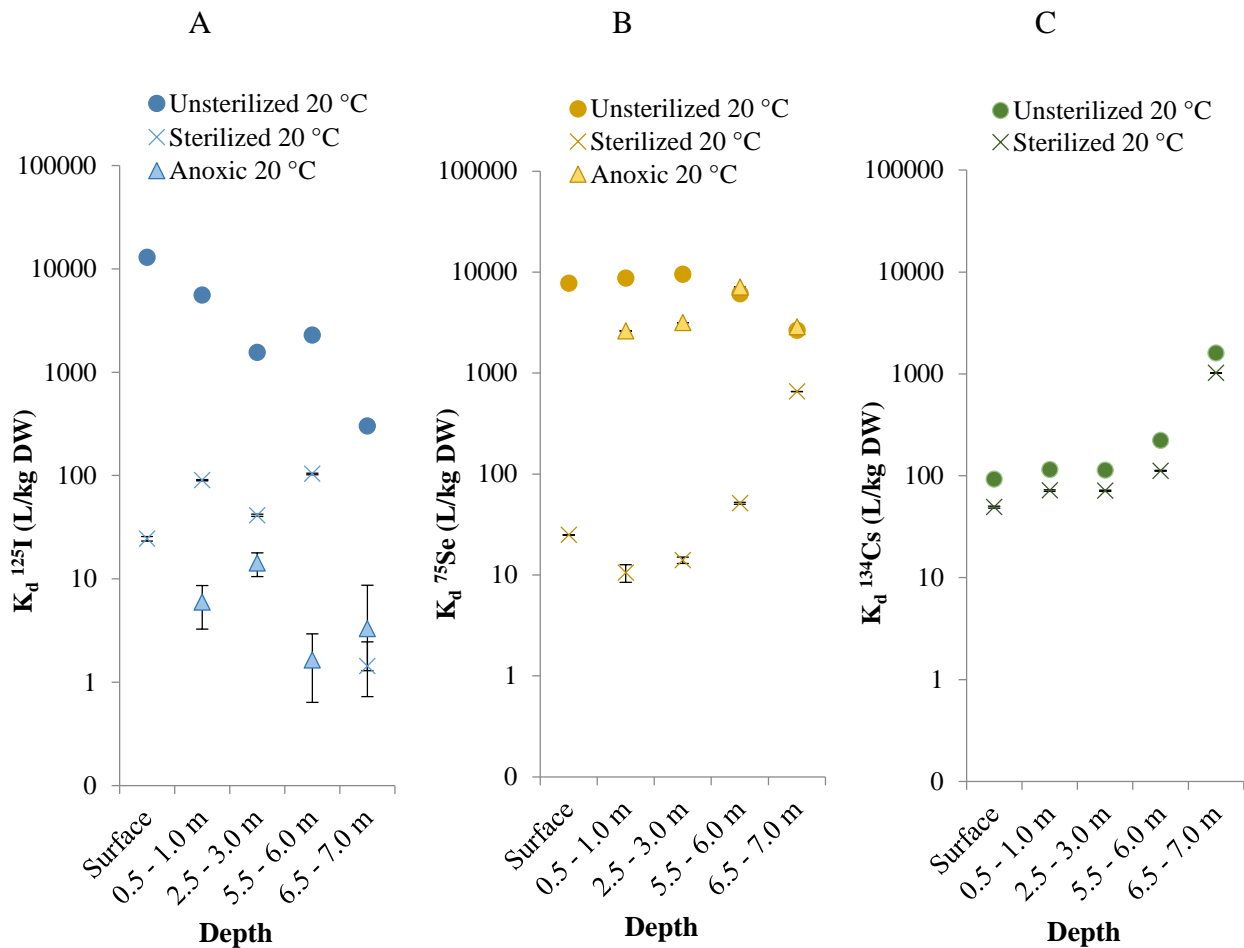 A
Unsterilized 20 °C
Sterilized 20 °C
Anoxic 20 °C
100000
10000
1000
100
10
1
0
Kd 125I (L/kg DW)
Surface
0.5 - 1.0 m
2.5 - 3.0 m
5.5 - 6.0 m
6.5 - 7.0 m
Depth
B
Unsterilized 20 °C
Sterilized 20 °C
Anoxic 20 °C
100000
10000
1000
100
10
1
0
Kd 75Se (L/kg DW)
Surface
0.5 - 1.0 m
2.5 - 3.0 m
5.5 - 6.0 m
6.5 - 7.0 m
Depth
C
Unsterilized 20 °C
Sterilized 20 °C
100000
10000
1000
100
10
1
0
Kd 134Cs (L/kg DW)
Surface
0.5 - 1.0 m
2.5 - 3.0 m
5.5 - 6.0 m
6.5 - 7.0 m
Depth